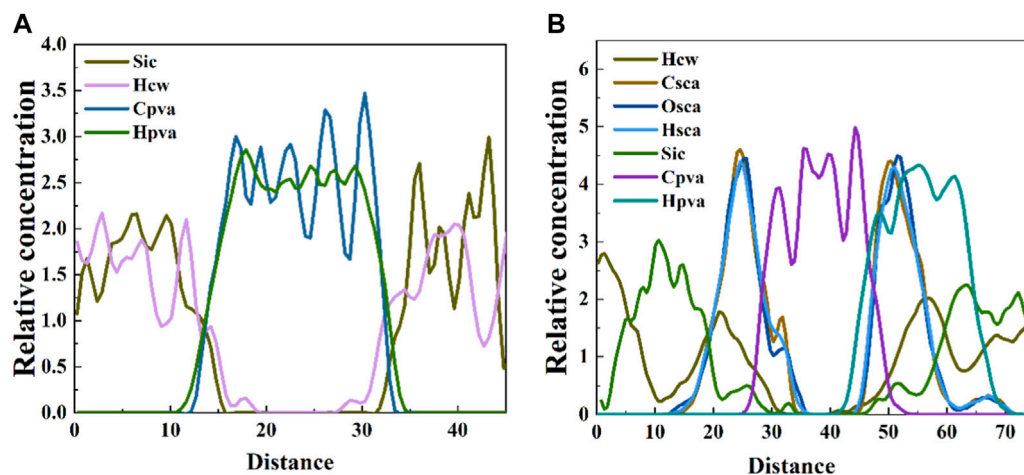 A
Relative concentration
4.0
3.5
3.0
2.5
2.0
1.5
1.0
0.5
0.0
Sic
Hcw
Cpva
Hpva
0 10 20 30 40
Distance
B
Relative concentration
6
5
4
3
2
1
0
Hcw
Csca
Osca
Hsca
Sic
Cpva
Hpva
0 10 20 30 40 50 60 70
Distance